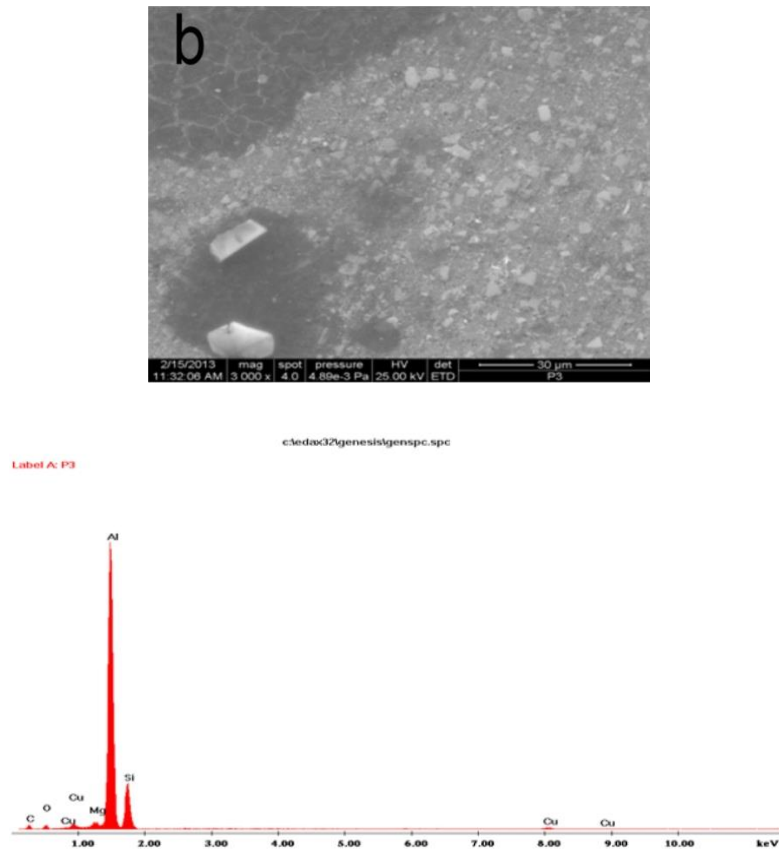 b
2/15/2013 mag spot pressure HV det 30 µm
11:32:06 AM 3 000 x 4.0 4.89e-3 Pa 25.00 kV ETD P3
c:\edax32\genesis\genspc.spc
Label A: P3
Al
Si
Cu
O
Mg
C
Cu
Cu
Cu
1.00 2.00 3.00 4.00 5.00 6.00 7.00 8.00 9.00 10.00 keV